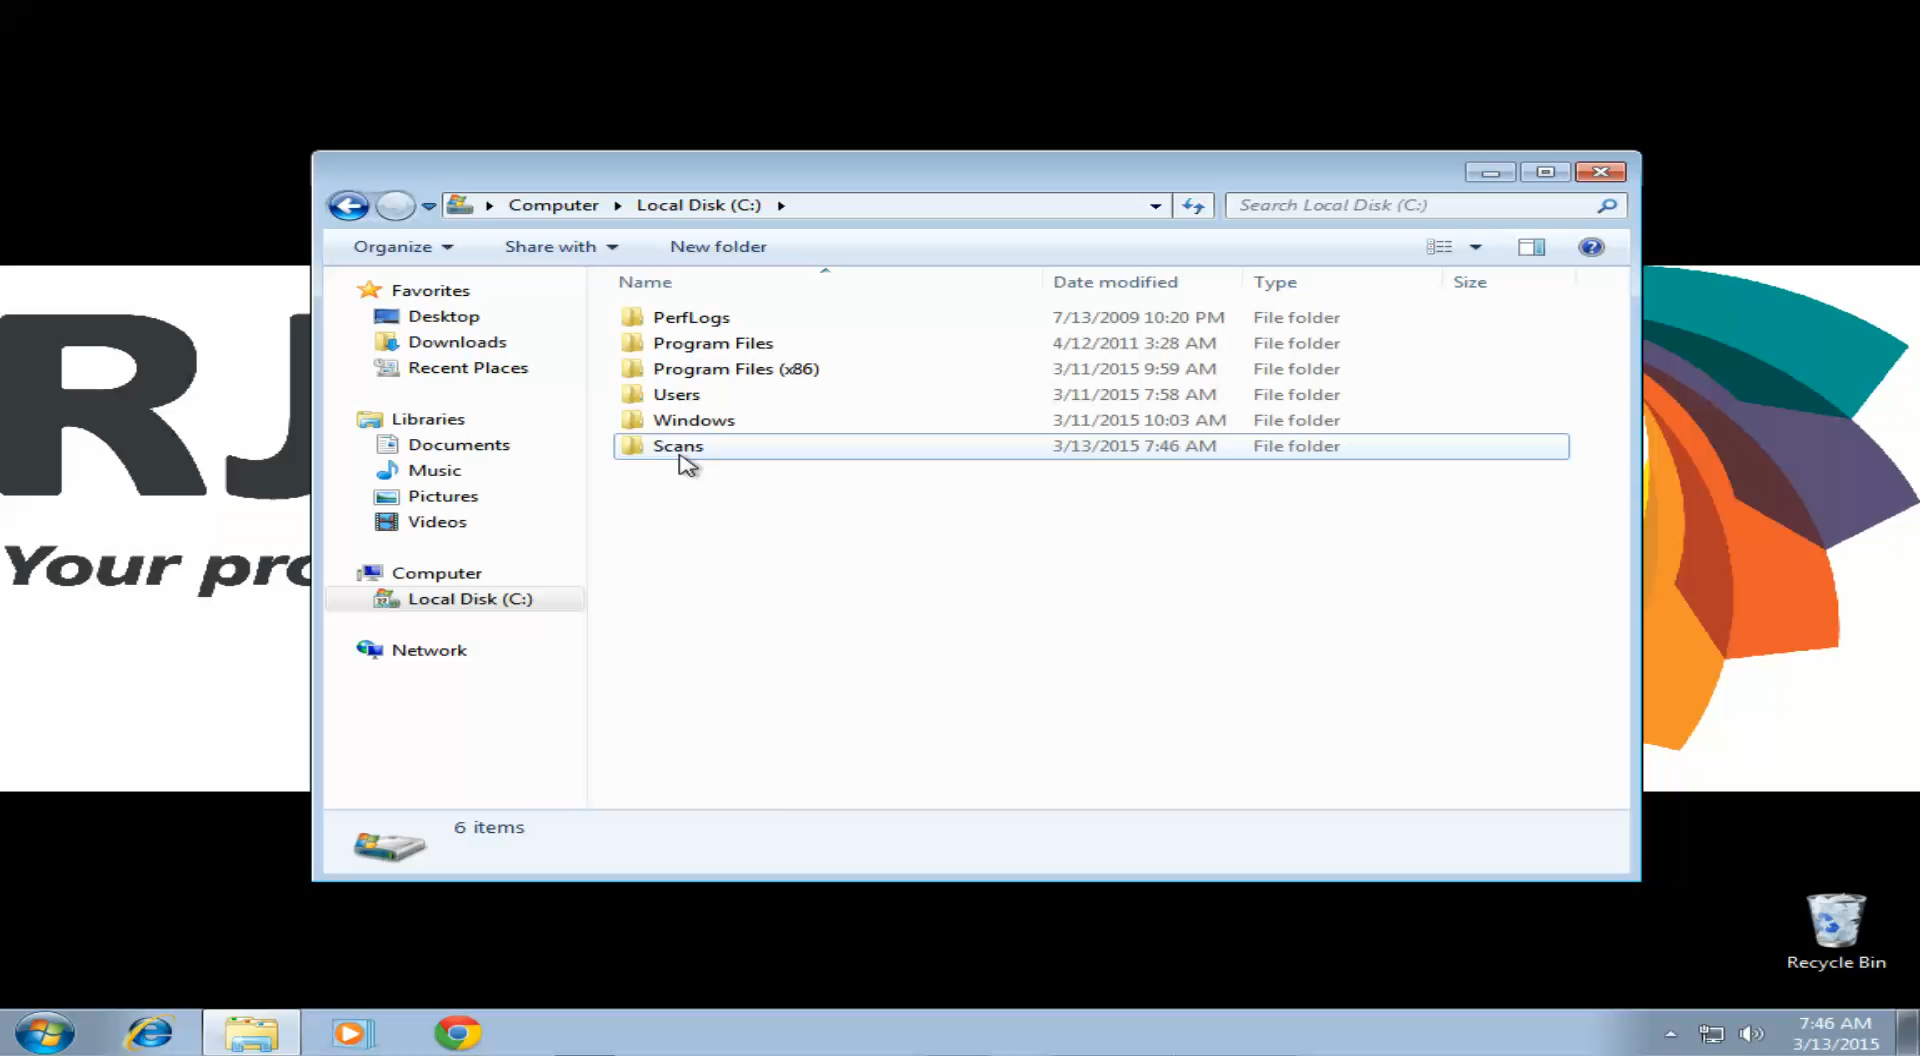 Computer Local Disk (C:) Search Local Disk (C:)
Organize Share with New folder
Name Date modified Type Size
Favorites
Desktop
Downloads
Recent Places
Libraries
Documents
Music
Pictures
Videos
Computer
Local Disk (C:)
Network
PerfLogs 7/13/2009 10:20 PM File folder
Program Files 4/12/2011 3:28 AM File folder
Program Files (x86) 3/11/2015 9:59 AM File folder
Users 3/11/2015 7:58 AM File folder
Windows 3/11/2015 10:03 AM File folder
Scans 3/13/2015 7:46 AM File folder
6 items
RJ
Your pro
Recycle Bin
7:46 AM
3/13/2015